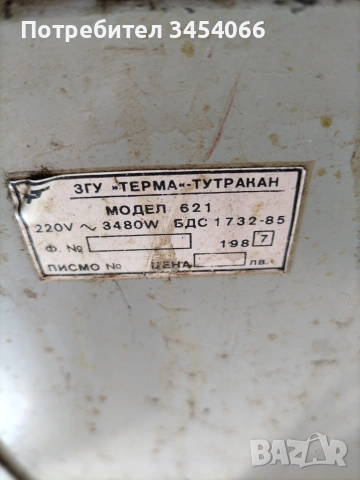 Потребител 3454066
ЗГУ »ТЕРМА«-ТУТРАКАН
МОДЕЛ 621
220V ~ 3480W БДС 1732-85
Ф. № 198 7
ПИСМО № ЦЕНА лв.
BAZAR
bg